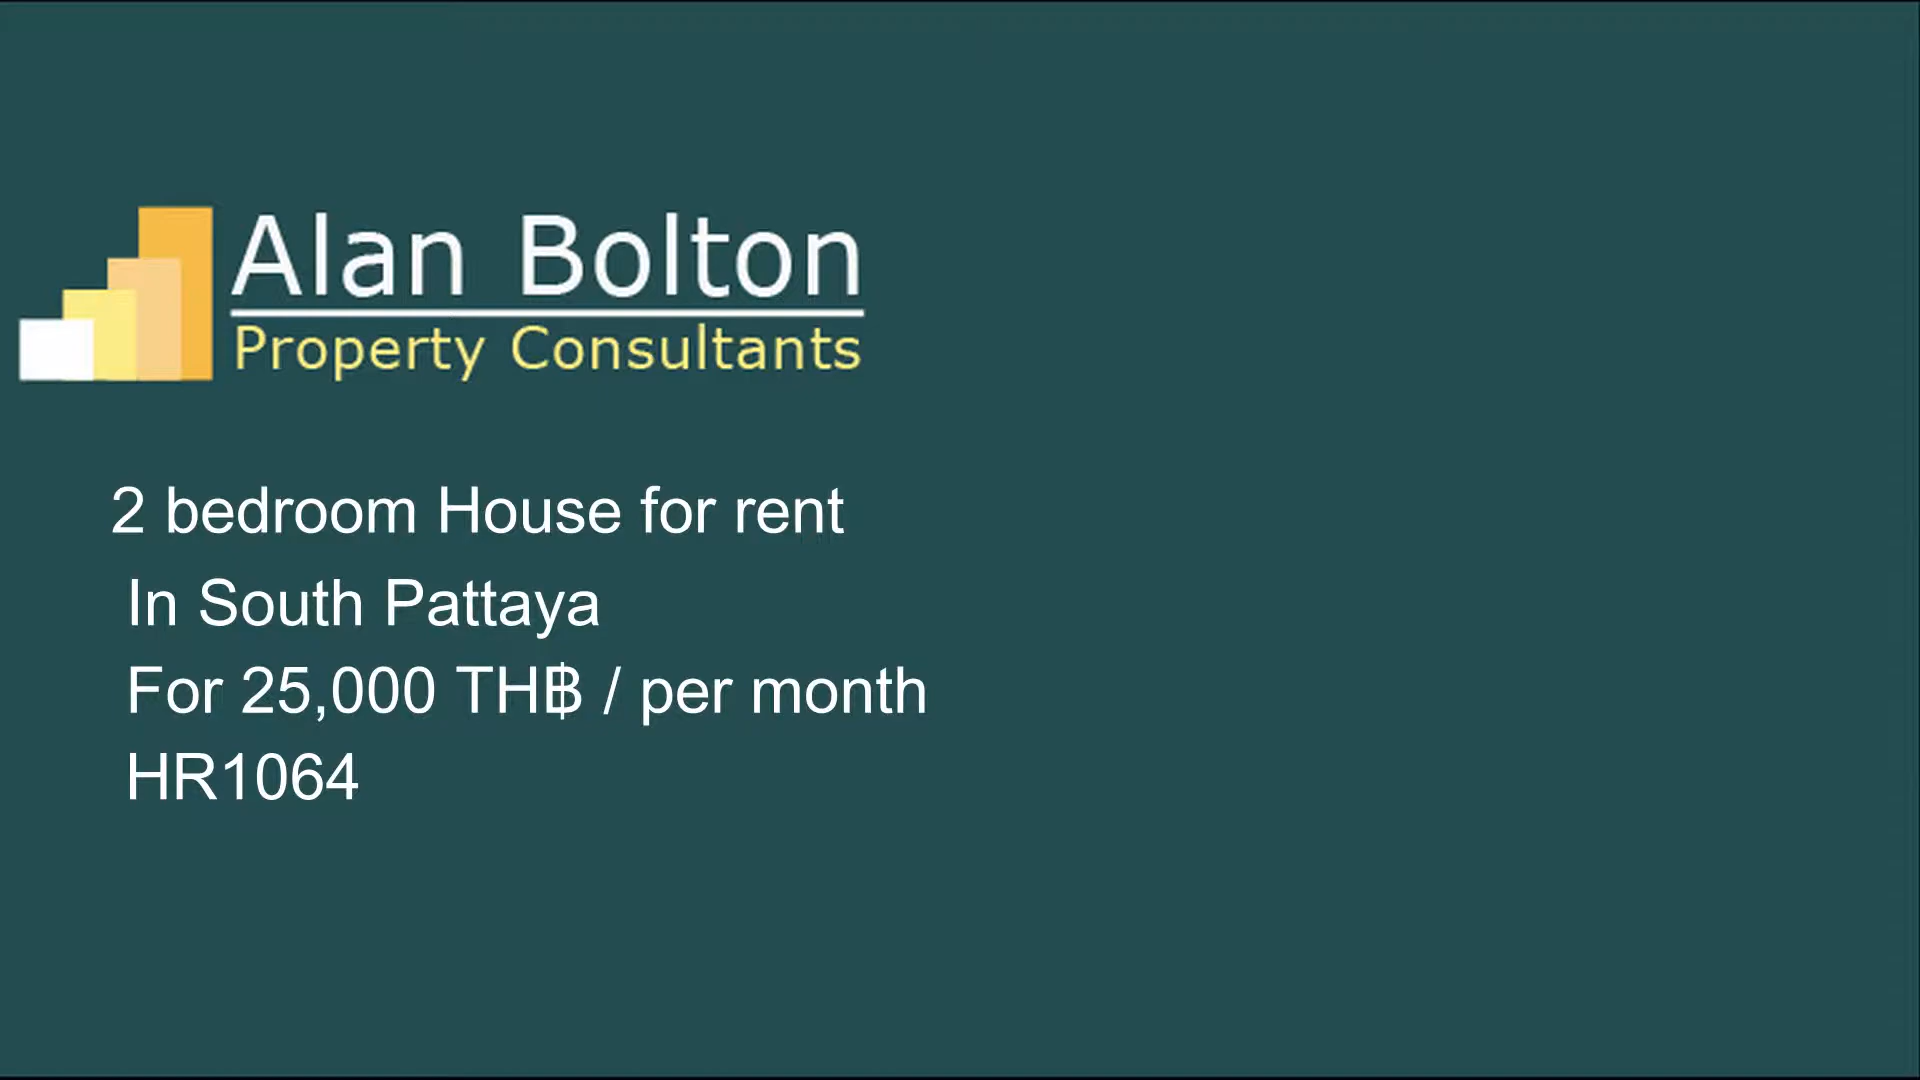 Alan Bolton
Property Consultants
2 bedroom House for rent
In South Pattaya
For 25,000 TH฿ / per month
HR1064